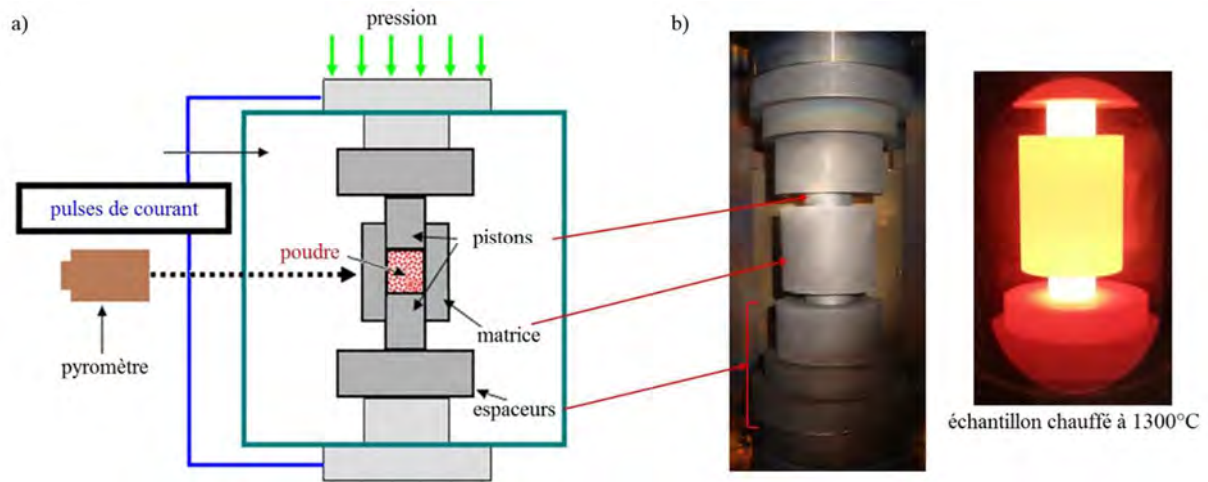 a)
pression
b)
pulses de courant
poudre
pistons
matrice
pyromètre
espaceurs
échantillon chauffé à 1300°C